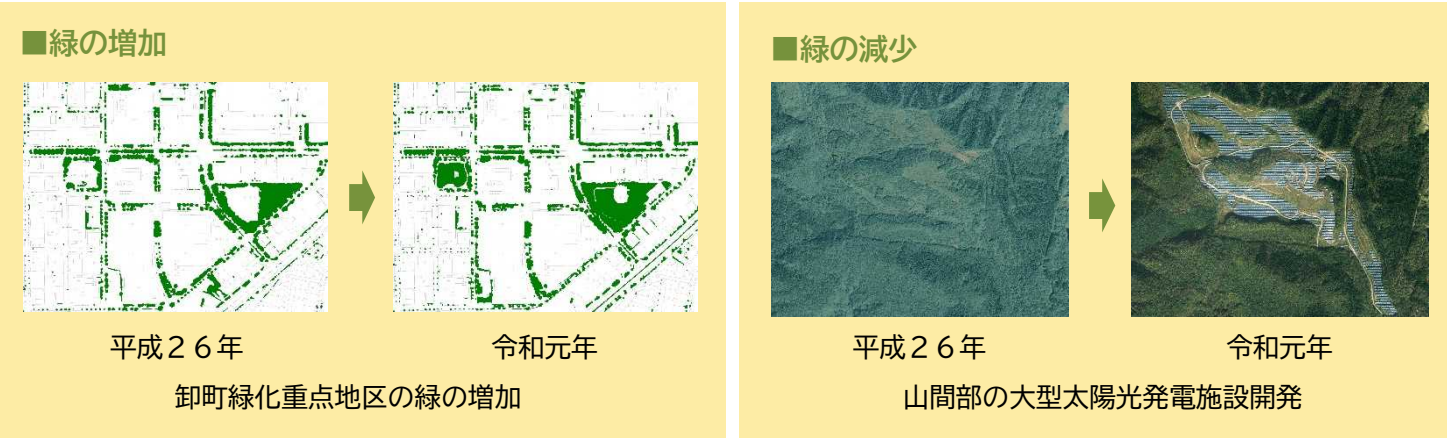 ■緑の増加
平成２６年
令和元年
卸町緑化重点地区の緑の増加
■緑の減少
平成２６年
令和元年
山間部の大型太陽光発電施設開発